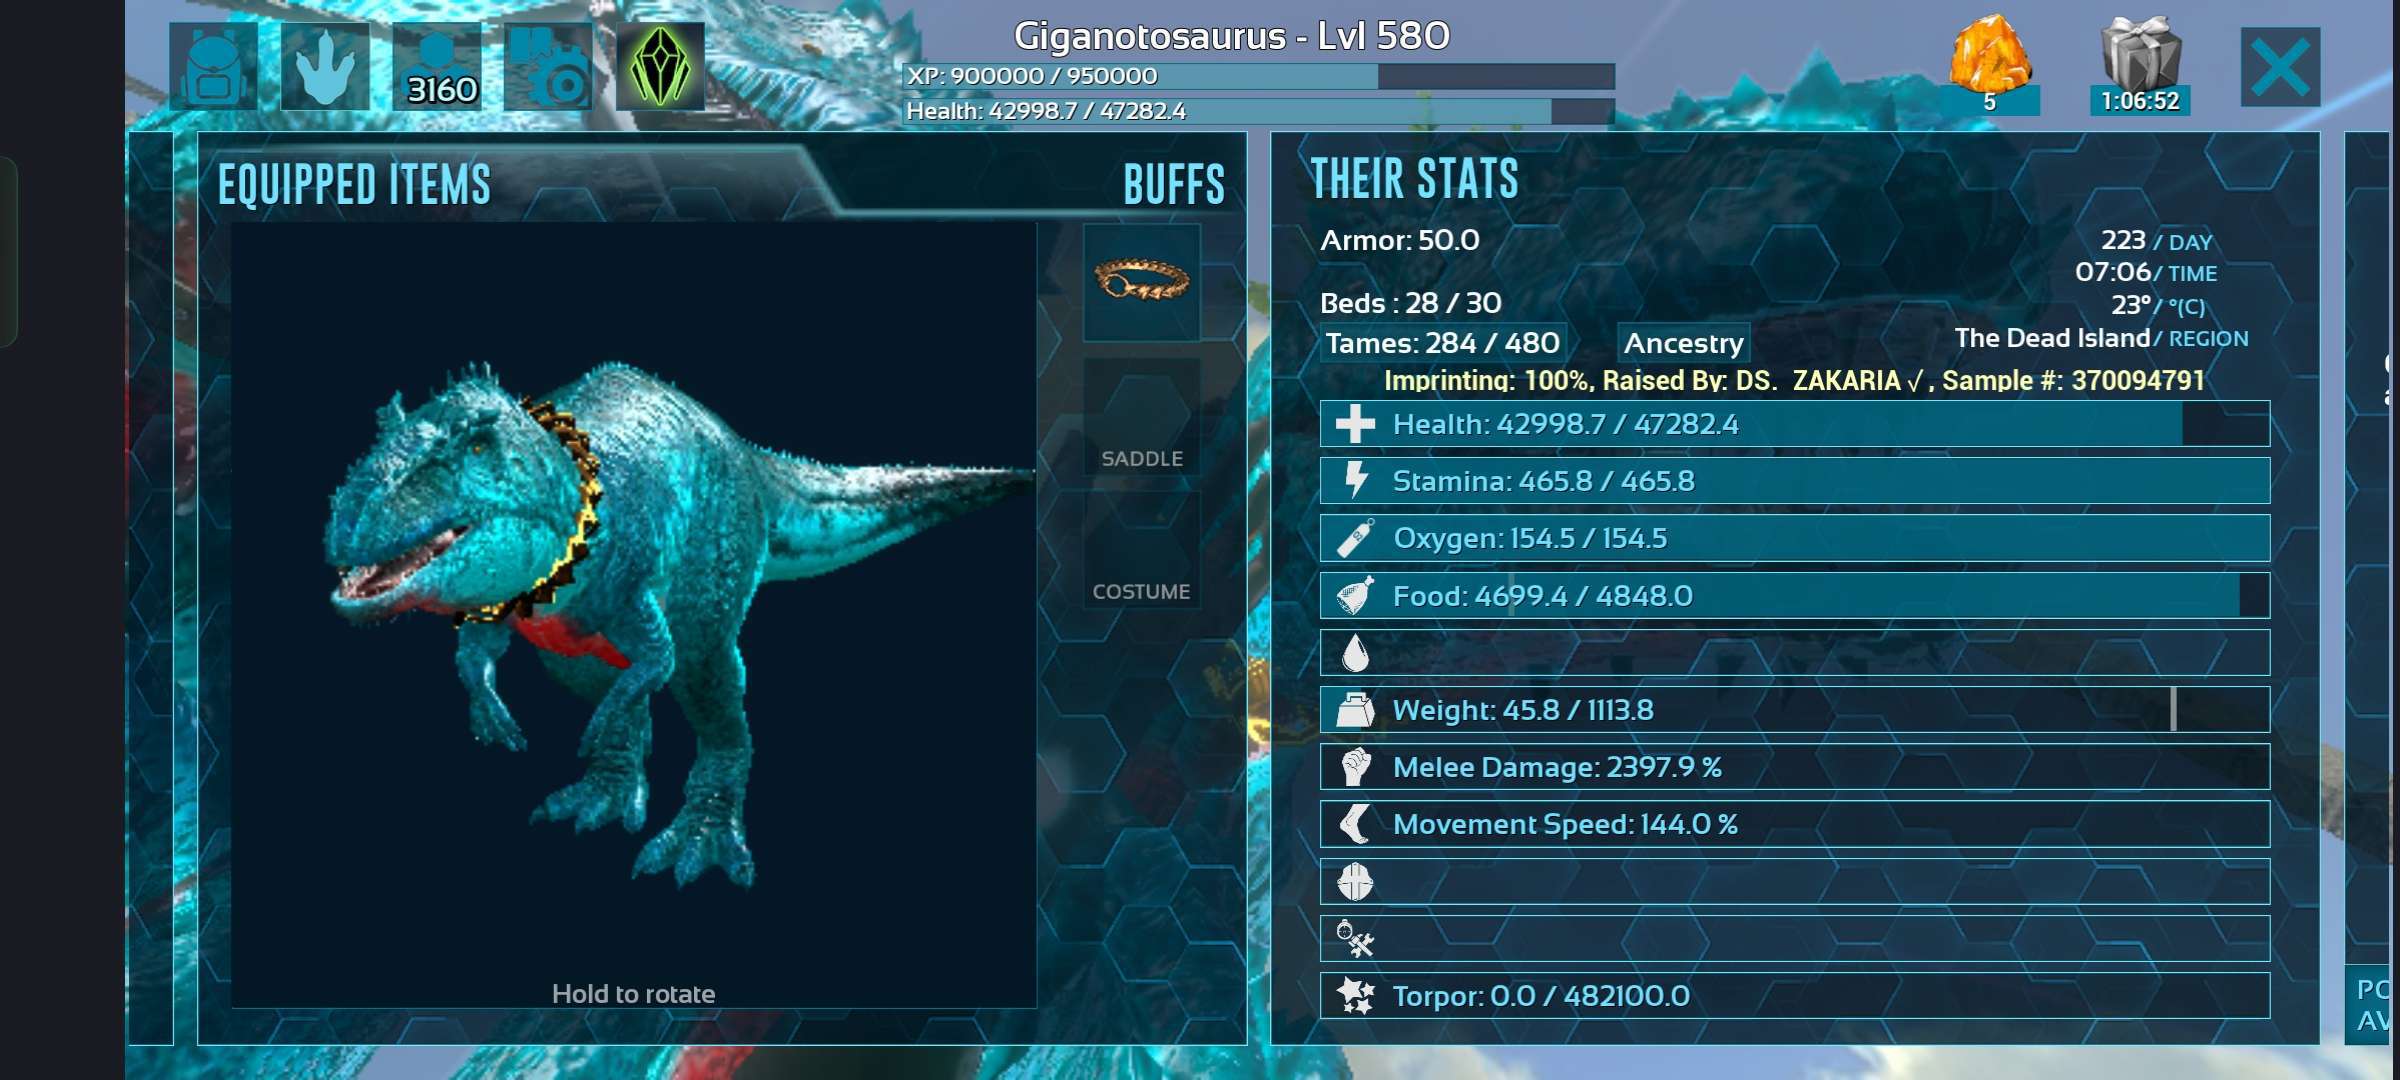 Giganotosaurus - Lvl 580
3160
XP: 900000 / 950000
Health: 42998.7 / 47282.4
5
1:06:52
EQUIPPED ITEMS
BUFFS
SADDLE
COSTUME
Hold to rotate
THEIR STATS
Armor: 50.0
223 / DAY
07:06 / TIME
Beds : 28 / 30
23° / °(C)
Tames: 284 / 480
Ancestry
The Dead Island / REGION
Imprinting: 100%, Raised By: DS. ZAKARIA √ , Sample #: 370094791
Health: 42998.7 / 47282.4
Stamina: 465.8 / 465.8
Oxygen: 154.5 / 154.5
Food: 4699.4 / 4848.0
Weight: 45.8 / 1113.8
Melee Damage: 2397.9 %
Movement Speed: 144.0 %
Torpor: 0.0 / 482100.0